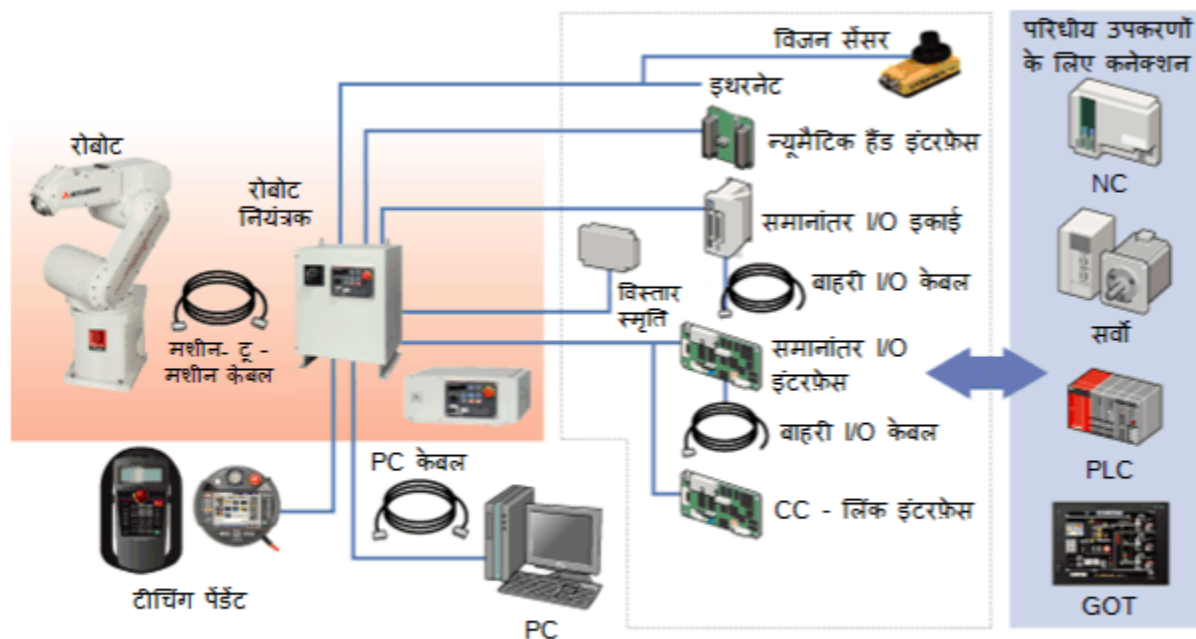 विजन सेंसर
इथरनेट
न्यूमैटिक हैंड इंटरफ़ेस
रोबोट
रोबोट
नियंत्रक
समानांतर I/O इकाई
बाहरी I/O केबल
विस्तार
स्मृति
मशीन- टू -
मशीन केबल
समानांतर I/O
इंटरफ़ेस
बाहरी I/O केबल
PC केबल
CC - लिंक इंटरफ़ेस
टीचिंग पेंडेंट
PC
परिधीय उपकरणों
के लिए कनेक्शन
NC
सर्वो
PLC
GOT